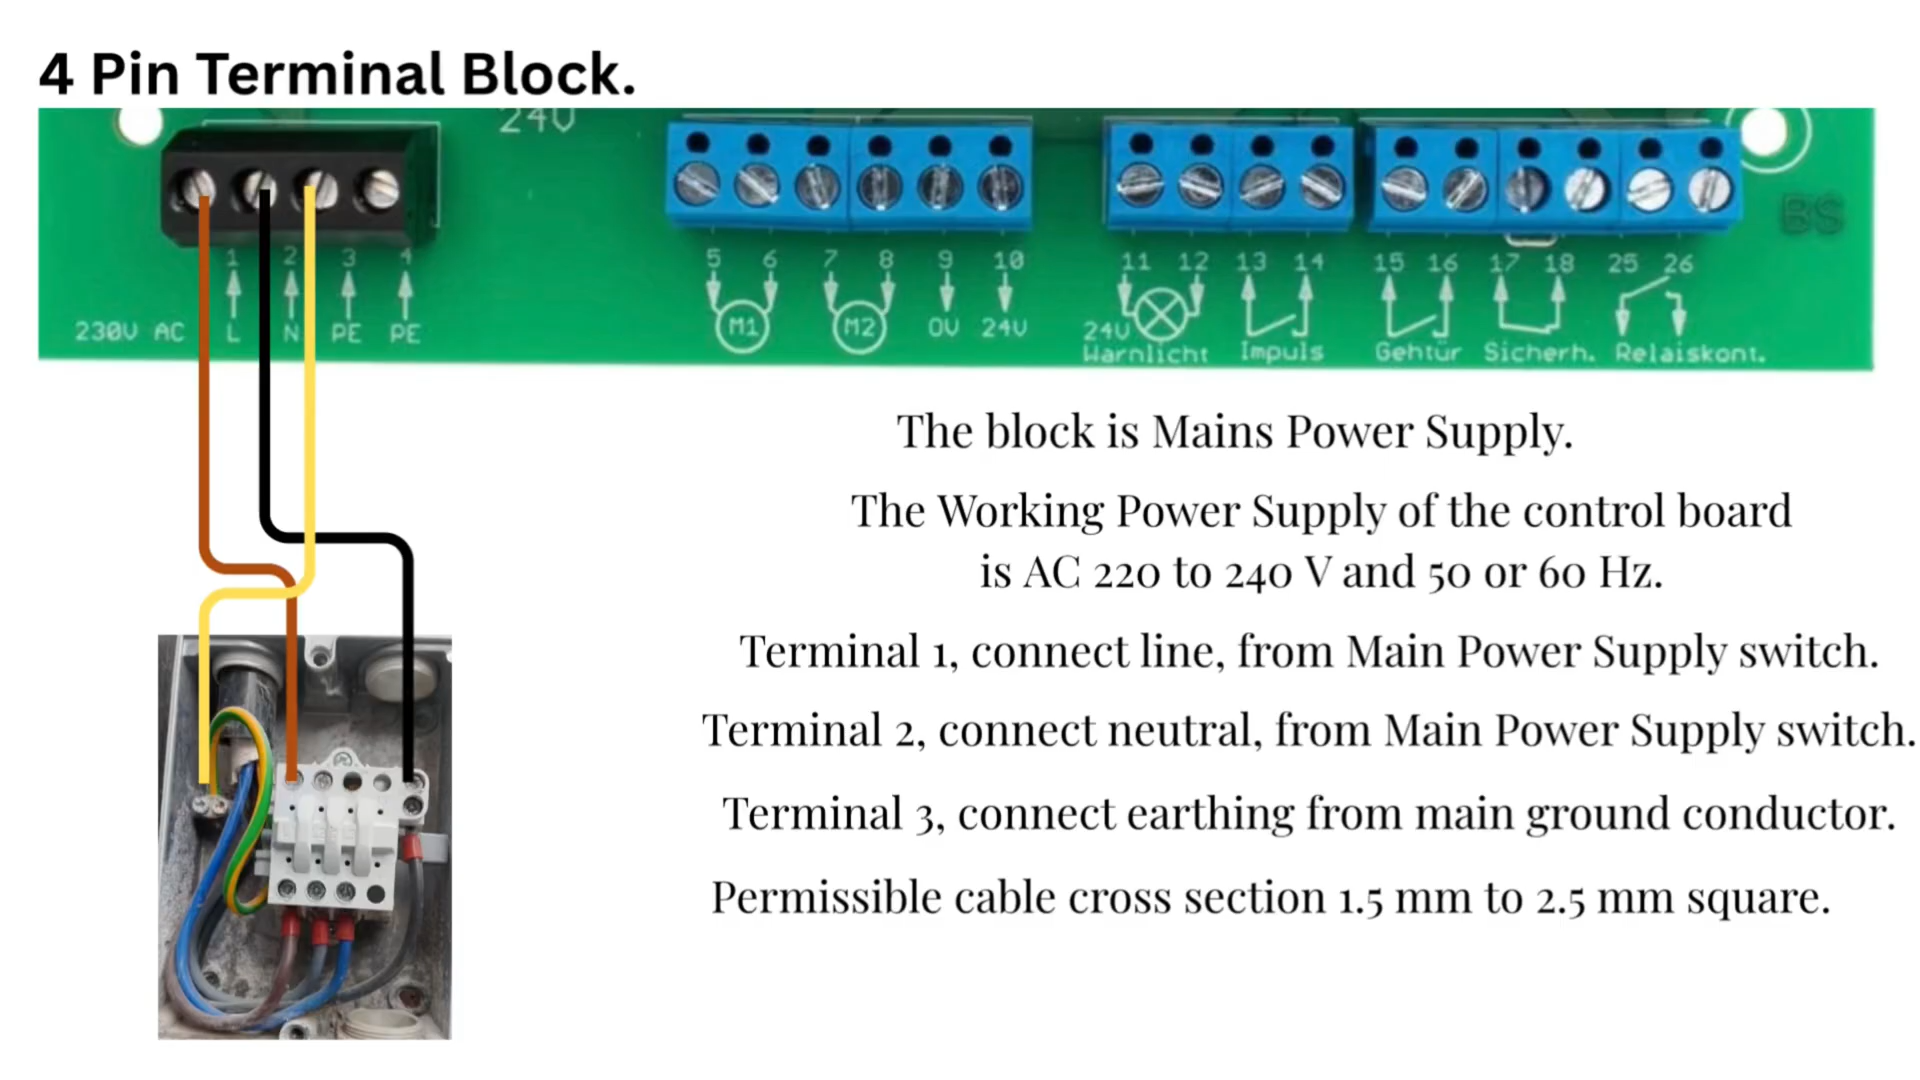 4 Pin Terminal Block.
24V
1 2 3 4
230V AC L N PE PE
5 6 7 8 9 10
M1 M2 0V 24V
11 12 13 14
24V
Warnlicht Impuls
15 16 17 18 25 26
Gehtür Sicherh. Relaiskont.
BS
The block is Mains Power Supply.
The Working Power Supply of the control board
is AC 220 to 240 V and 50 or 60 Hz.
Terminal 1, connect line, from Main Power Supply switch.
Terminal 2, connect neutral, from Main Power Supply switch.
Terminal 3, connect earthing from main ground conductor.
Permissible cable cross section 1.5 mm to 2.5 mm square.